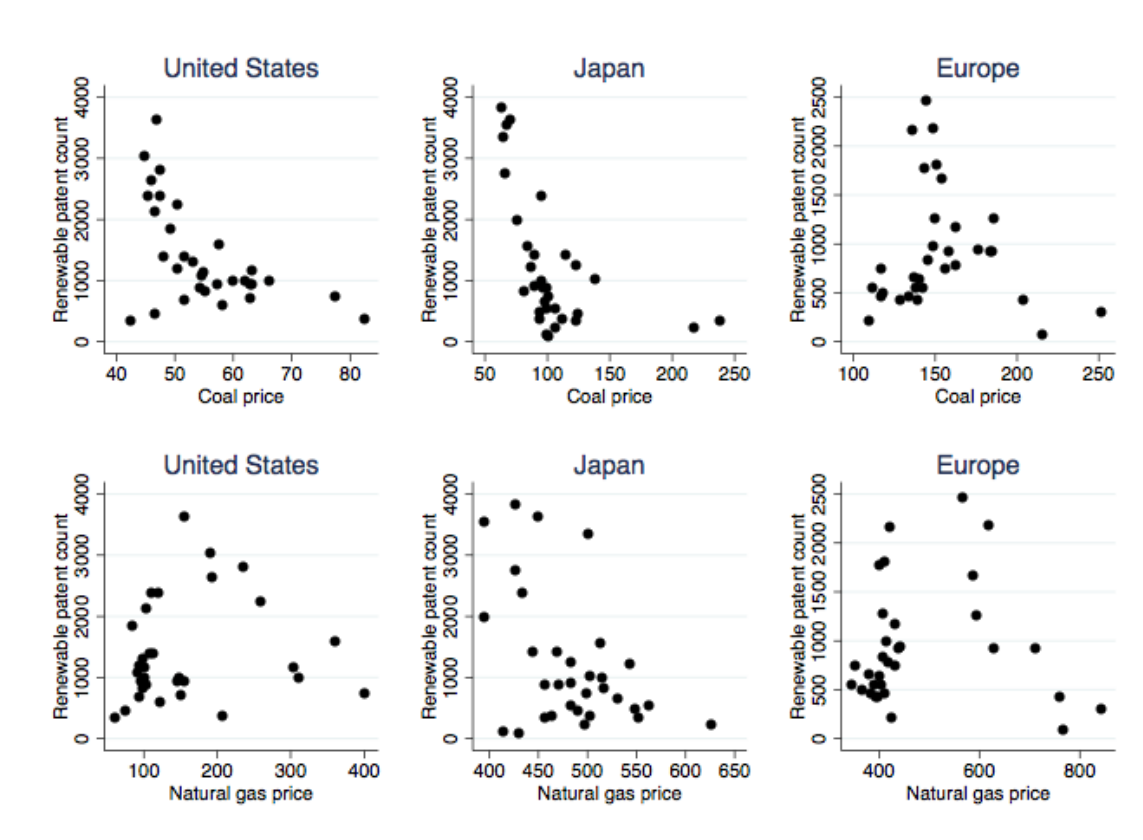 United States
Japan
Europe
Renewable patent count
0 1000 2000 3000 4000
40 50 60 70 80
Coal price
Renewable patent count
0 1000 2000 3000 4000
50 100 150 200 250
Coal price
Renewable patent count
0 500 1000 1500 2000 2500
100 150 200 250
Coal price
United States
Japan
Europe
Renewable patent count
0 1000 2000 3000 4000
100 200 300 400
Natural gas price
Renewable patent count
0 1000 2000 3000 4000
400 450 500 550 600 650
Natural gas price
Renewable patent count
0 500 1000 1500 2000 2500
400 600 800
Natural gas price